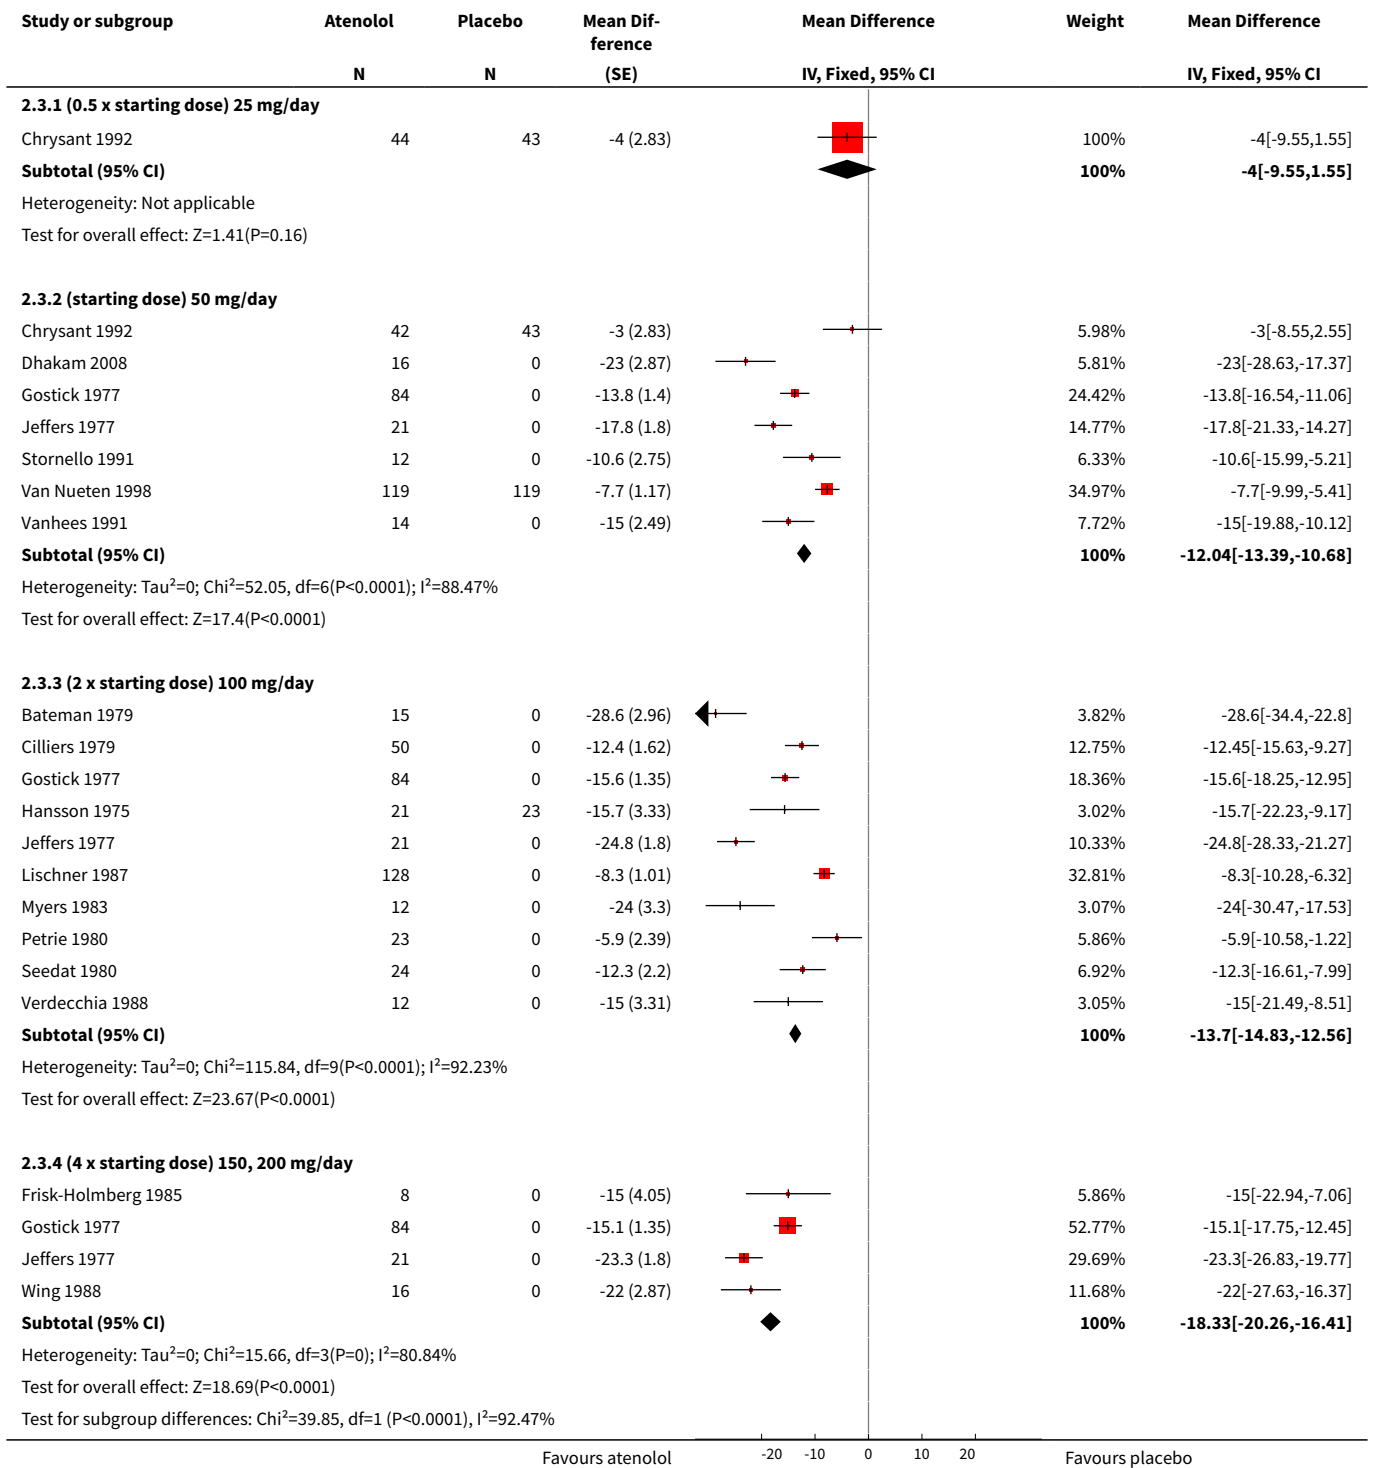 Study or subgroup Atenolol Placebo Mean Dif- Mean Difference Weight Mean Difference
ference
N N (SE) IV, Fixed, 95% CI IV, Fixed, 95% CI
2.3.1 (0.5 x starting dose) 25 mg/day
Chrysant 1992 44 43 -4 (2.83) 100% -4[-9.55,1.55]
Subtotal (95% CI) 100% -4[-9.55,1.55]
Heterogeneity: Not applicable
Test for overall effect: Z=1.41(P=0.16)
2.3.2 (starting dose) 50 mg/day
Chrysant 1992 42 43 -3 (2.83) 5.98% -3[-8.55,2.55]
Dhakam 2008 16 0 -23 (2.87) 5.81% -23[-28.63,-17.37]
Gostick 1977 84 0 -13.8 (1.4) 24.42% -13.8[-16.54,-11.06]
Jeffers 1977 21 0 -17.8 (1.8) 14.77% -17.8[-21.33,-14.27]
Stornello 1991 12 0 -10.6 (2.75) 6.33% -10.6[-15.99,-5.21]
Van Nueten 1998 119 119 -7.7 (1.17) 34.97% -7.7[-9.99,-5.41]
Vanhees 1991 14 0 -15 (2.49) 7.72% -15[-19.88,-10.12]
Subtotal (95% CI) 100% -12.04[-13.39,-10.68]
Heterogeneity: Tau²=0; Chi²=52.05, df=6(P<0.0001); I²=88.47%
Test for overall effect: Z=17.4(P<0.0001)
2.3.3 (2 x starting dose) 100 mg/day
Bateman 1979 15 0 -28.6 (2.96) 3.82% -28.6[-34.4,-22.8]
Cilliers 1979 50 0 -12.4 (1.62) 12.75% -12.45[-15.63,-9.27]
Gostick 1977 84 0 -15.6 (1.35) 18.36% -15.6[-18.25,-12.95]
Hansson 1975 21 23 -15.7 (3.33) 3.02% -15.7[-22.23,-9.17]
Jeffers 1977 21 0 -24.8 (1.8) 10.33% -24.8[-28.33,-21.27]
Lischner 1987 128 0 -8.3 (1.01) 32.81% -8.3[-10.28,-6.32]
Myers 1983 12 0 -24 (3.3) 3.07% -24[-30.47,-17.53]
Petrie 1980 23 0 -5.9 (2.39) 5.86% -5.9[-10.58,-1.22]
Seedat 1980 24 0 -12.3 (2.2) 6.92% -12.3[-16.61,-7.99]
Verdecchia 1988 12 0 -15 (3.31) 3.05% -15[-21.49,-8.51]
Subtotal (95% CI) 100% -13.7[-14.83,-12.56]
Heterogeneity: Tau²=0; Chi²=115.84, df=9(P<0.0001); I²=92.23%
Test for overall effect: Z=23.67(P<0.0001)
2.3.4 (4 x starting dose) 150, 200 mg/day
Frisk-Holmberg 1985 8 0 -15 (4.05) 5.86% -15[-22.94,-7.06]
Gostick 1977 84 0 -15.1 (1.35) 52.77% -15.1[-17.75,-12.45]
Jeffers 1977 21 0 -23.3 (1.8) 29.69% -23.3[-26.83,-19.77]
Wing 1988 16 0 -22 (2.87) 11.68% -22[-27.63,-16.37]
Subtotal (95% CI) 100% -18.33[-20.26,-16.41]
Heterogeneity: Tau²=0; Chi²=15.66, df=3(P=0); I²=80.84%
Test for overall effect: Z=18.69(P<0.0001)
Test for subgroup differences: Chi²=39.85, df=1 (P<0.0001), I²=92.47%
Favours atenolol -20 -10 0 10 20 Favours placebo